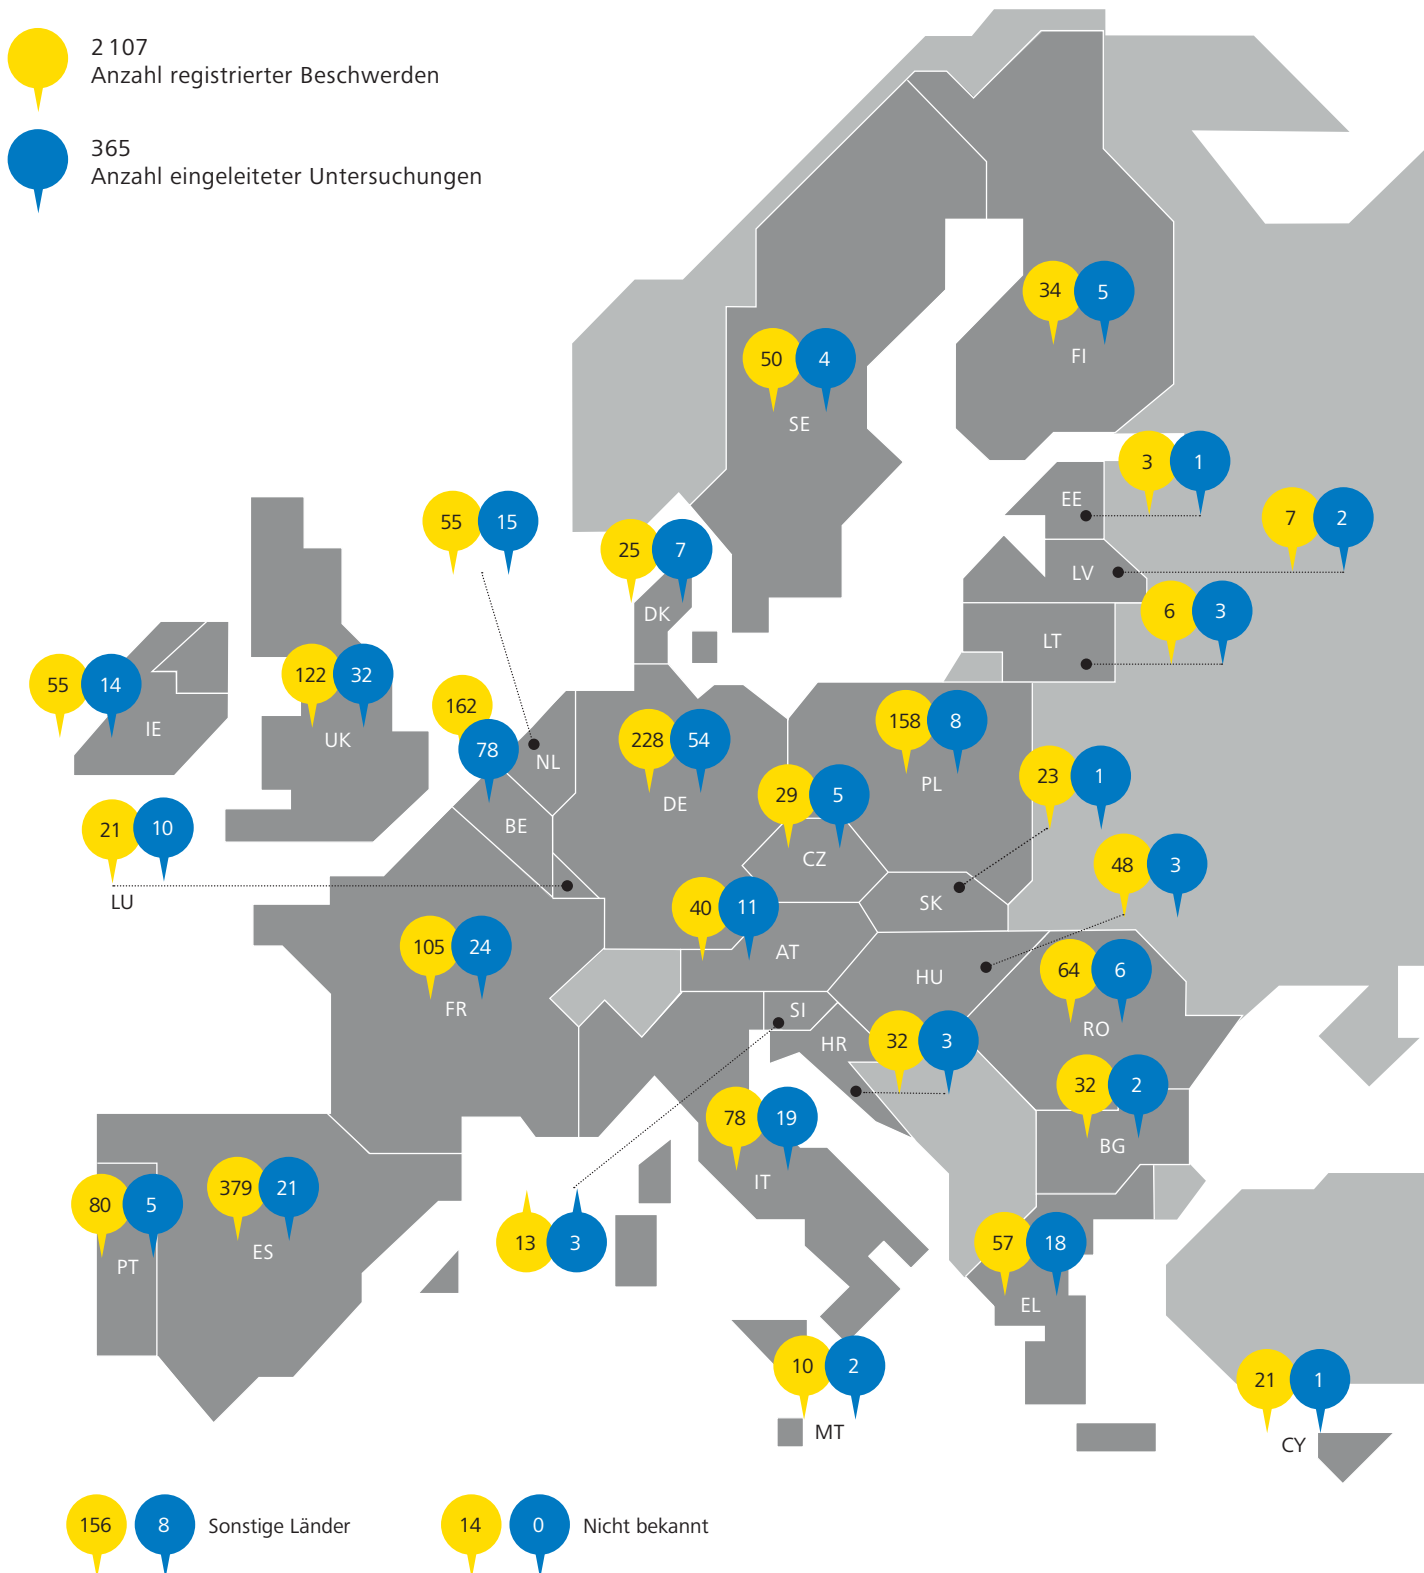 2 107
Anzahl registrierter Beschwerden
365
Anzahl eingeleiteter Untersuchungen
34 5
FI
50 4
SE
3 1
EE
55 15
7 2
25 7
LV
DK
6 3
LT
55 14
IE
122 32
UK
162
78
NL
228 54
DE
158 8
PL
23 1
29 5
CZ
21 10
LU
BE
48 3
SK
40 11
AT
105 24
FR
HU
64 6
RO
SI
HR
32 3
32 2
BG
78 19
IT
80 5
PT
379 21
ES
13 3
57 18
EL
10 2
MT
21 1
CY
156 8 Sonstige Länder
14 0 Nicht bekannt